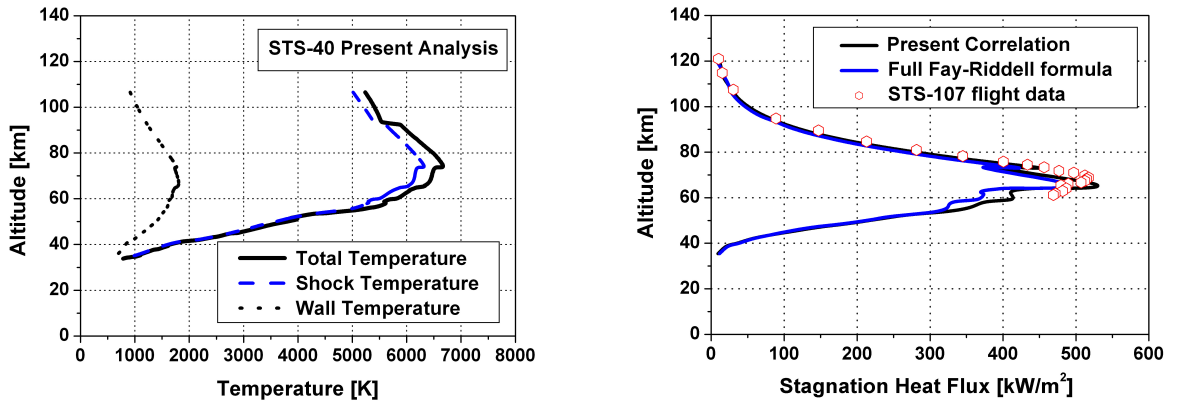 140
120
100
80
60
40
20
0
Altitude [km]
STS-40 Present Analysis
Total Temperature
Shock Temperature
Wall Temperature
0 1000 2000 3000 4000 5000 6000 7000 8000
Temperature [K]
140
120
100
80
60
40
20
0
Altitude [km]
Present Correlation
Full Fay-Riddell formula
STS-107 flight data
0 100 200 300 400 500 600
Stagnation Heat Flux [kW/m²]